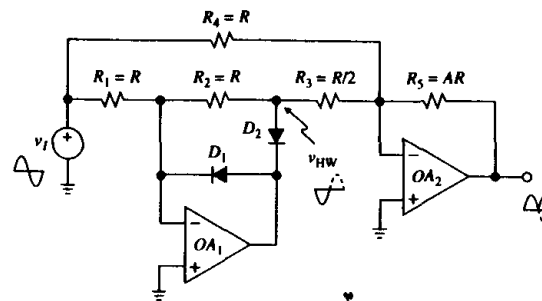 R4 = R
R1 = R
R2 = R
R3 = R/2
R5 = AR
D2
vI
+
D1
vHW
−
OA2
+
−
OA1
+